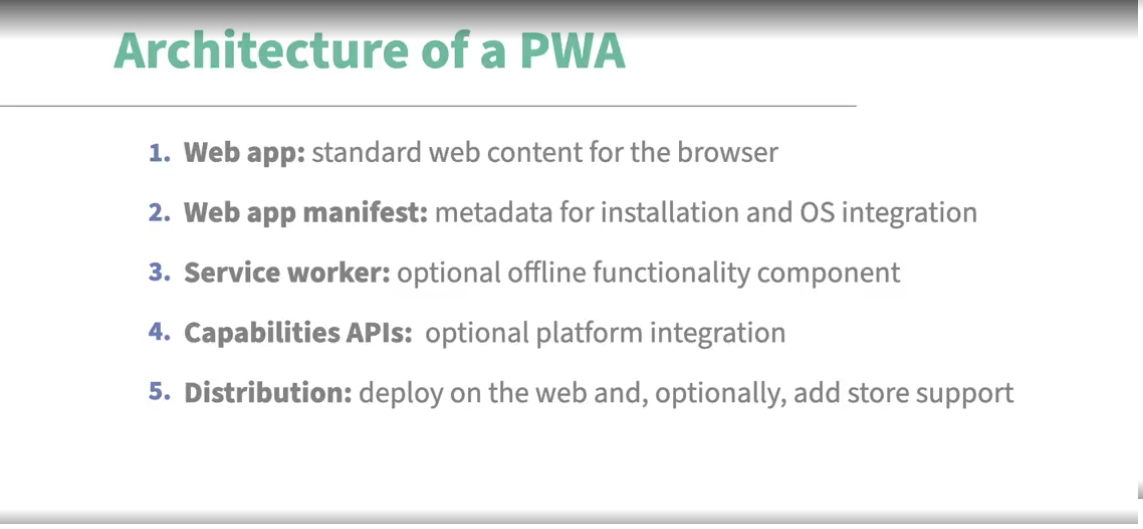 Architecture of a PWA
1. Web app: standard web content for the browser
2. Web app manifest: metadata for installation and OS integration
3. Service worker: optional offline functionality component
4. Capabilities APIs: optional platform integration
5. Distribution: deploy on the web and, optionally, add store support